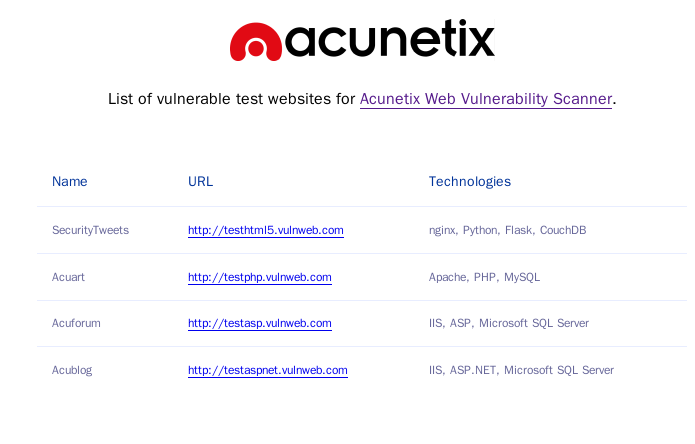 acunetix
List of vulnerable test websites for Acunetix Web Vulnerability Scanner.
Name URL Technologies
SecurityTweets http://testhtml5.vulnweb.com nginx, Python, Flask, CouchDB
Acuart http://testphp.vulnweb.com Apache, PHP, MySQL
Acuforum http://testasp.vulnweb.com IIS, ASP, Microsoft SQL Server
Acublog http://testaspnet.vulnweb.com IIS, ASP.NET, Microsoft SQL Server